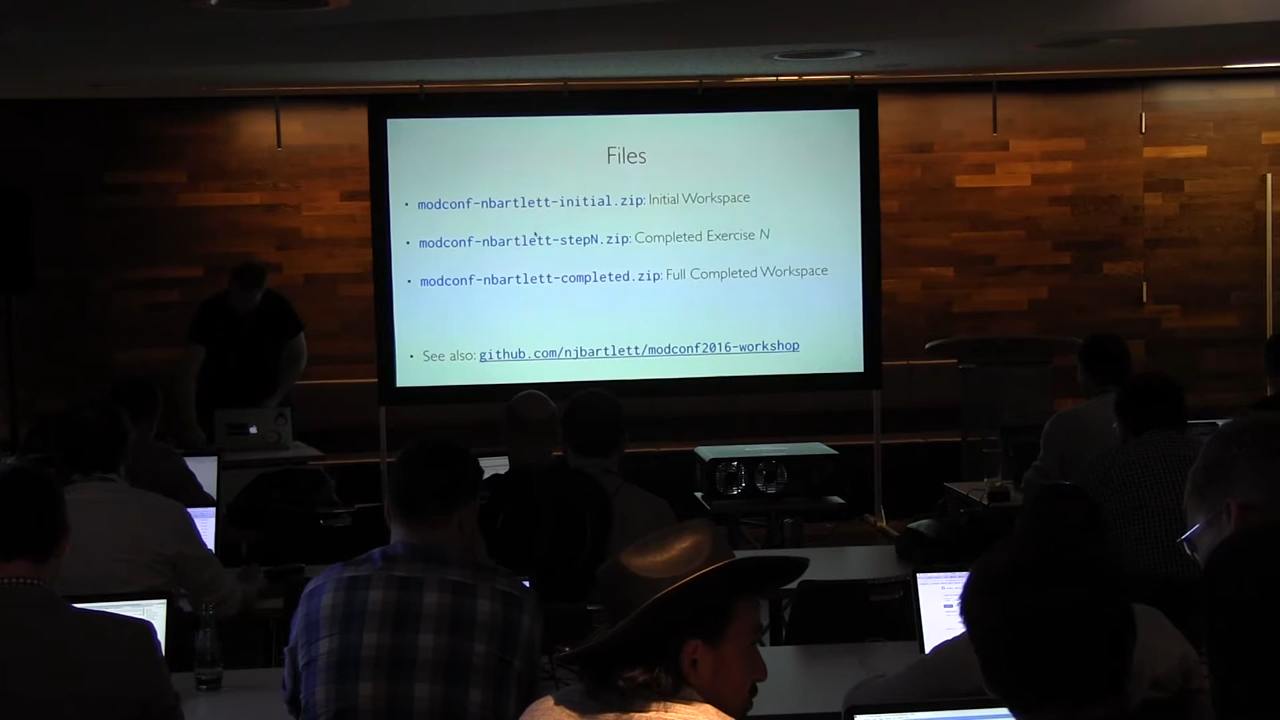 Files
• modconf-nbartlett-initial.zip: Initial Workspace
• modconf-nbartlett-stepN.zip: Completed Exercise N
• modconf-nbartlett-completed.zip: Full Completed Workspace
• See also: github.com/njbartlett/modconf2016-workshop